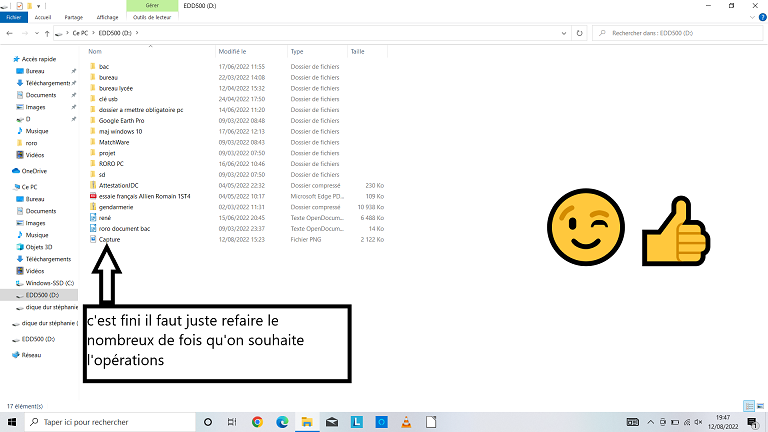 Gérer
Fichier Accueil Partage Affichage Outils de lecteur
Ce PC > EDD500 (D:) Rechercher dans : EDD500 (D:)
Nom Modifié le Type Taille
bac 17/06/2022 11:55 Dossier de fichiers
bureau 22/03/2022 14:08 Dossier de fichiers
bureau lycée 12/04/2022 15:32 Dossier de fichiers
clé usb 24/04/2022 17:50 Dossier de fichiers
dossier a rmettre obligatoire pc 14/06/2022 11:20 Dossier de fichiers
Google Earth Pro 09/03/2022 08:48 Dossier de fichiers
maj windows 10 17/06/2022 12:13 Dossier de fichiers
MatchWare 09/03/2022 08:43 Dossier de fichiers
projet 09/03/2022 07:50 Dossier de fichiers
RORO PC 16/06/2022 10:46 Dossier de fichiers
sd 09/03/2022 07:50 Dossier de fichiers
AttestationJDC 04/05/2022 22:32 Dossier compressé 230 Ko
essaie français Allien Romain 1ST4 04/05/2022 10:17 Microsoft Edge PD... 109 Ko
gendarmerie 02/03/2022 11:31 Dossier compressé 10 938 Ko
rené 15/06/2022 20:45 Texte OpenDocum... 6 488 Ko
roro document bac 09/03/2022 23:37 Texte OpenDocum... 14 Ko
Capture 12/08/2022 15:23 Fichier PNG 2 122 Ko
Accès rapide
Bureau
Téléchargements
Documents
Images
O
Musique
roro
Vidéos
OneDrive
Ce PC
Bureau
Documents
Images
Musique
Objets 3D
Téléchargements
Vidéos
Windows-SSD (C:)
EDD500 (D:)
dique dur stéphanie
dique dur stéphanie (
EDD500 (D:)
Réseau
c'est fini il faut juste refaire le
nombreux de fois qu'on souhaite
l'opérations
17 élément(s)
Taper ici pour rechercher
19:47
12/08/2022